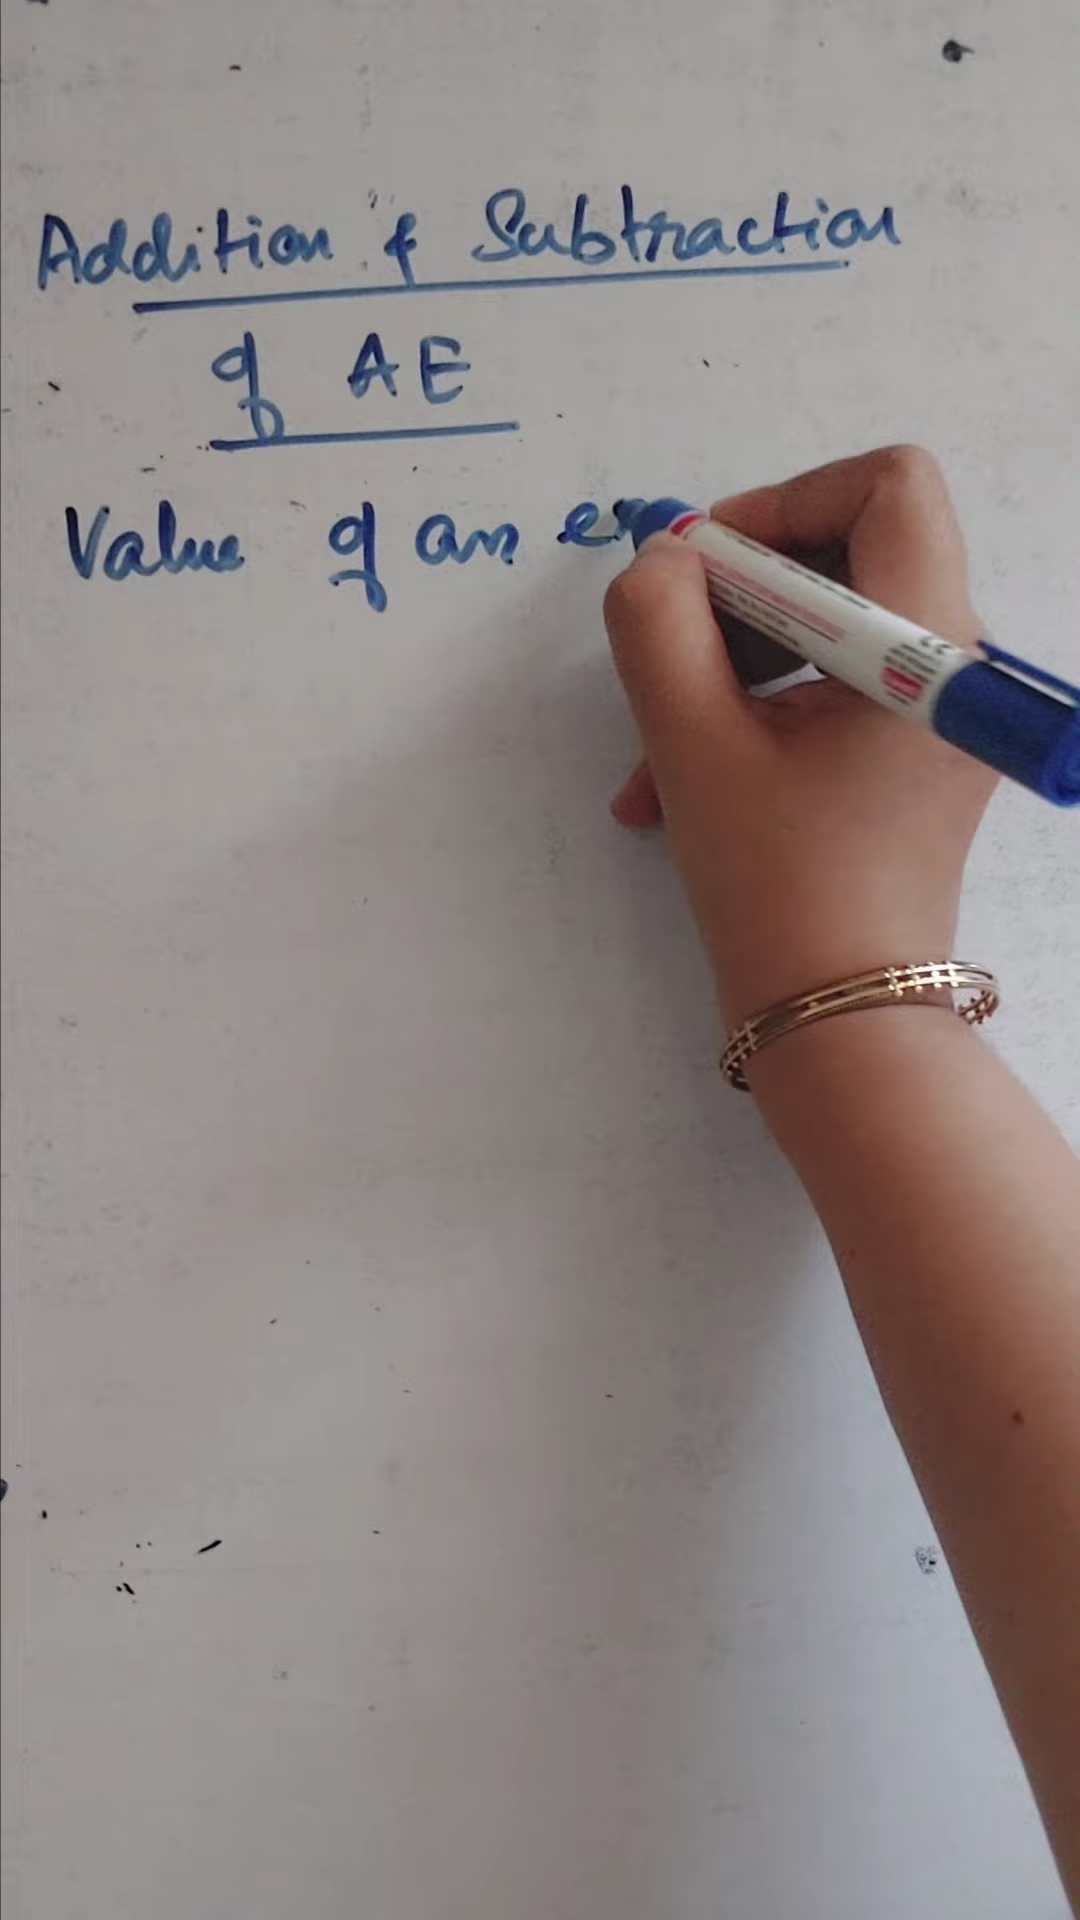 Addition & Subtraction
of AE
Value of an